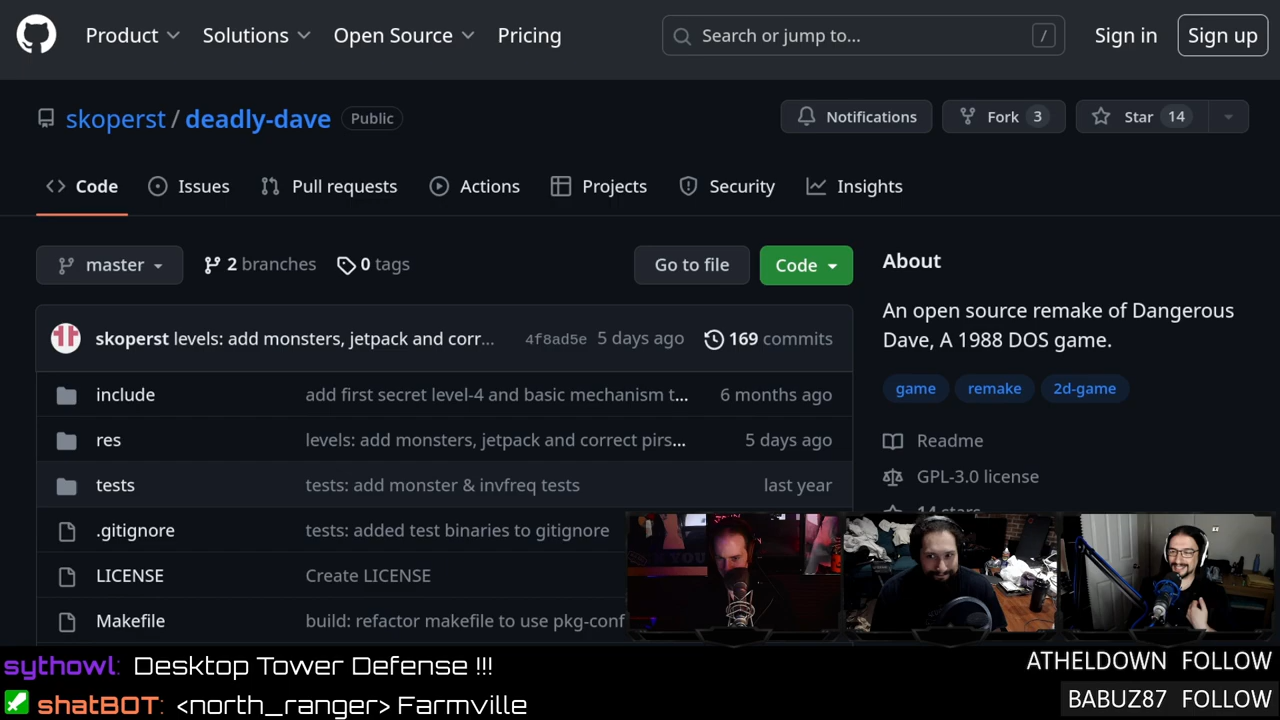 Product Solutions Open Source Pricing Search or jump to... / Sign in Sign up
skoperst / deadly-dave Public Notifications Fork 3 Star 14
Code Issues Pull requests Actions Projects Security Insights
master 2 branches 0 tags Go to file Code
About
An open source remake of Dangerous
Dave, A 1988 DOS game.
game remake 2d-game
Readme
GPL-3.0 license
14 stars
skoperst levels: add monsters, jetpack and corr... 4f8ad5e 5 days ago 169 commits
include add first secret level-4 and basic mechanism t... 6 months ago
res levels: add monsters, jetpack and correct pirs... 5 days ago
tests tests: add monster & invfreq tests last year
.gitignore tests: added test binaries to gitignore
LICENSE Create LICENSE
Makefile build: refactor makefile to use pkg-conf
sythowl: Desktop Tower Defense !!!
shatBOT: <north_ranger> Farmville
ATHELDOWN FOLLOW
BABUZ87 FOLLOW